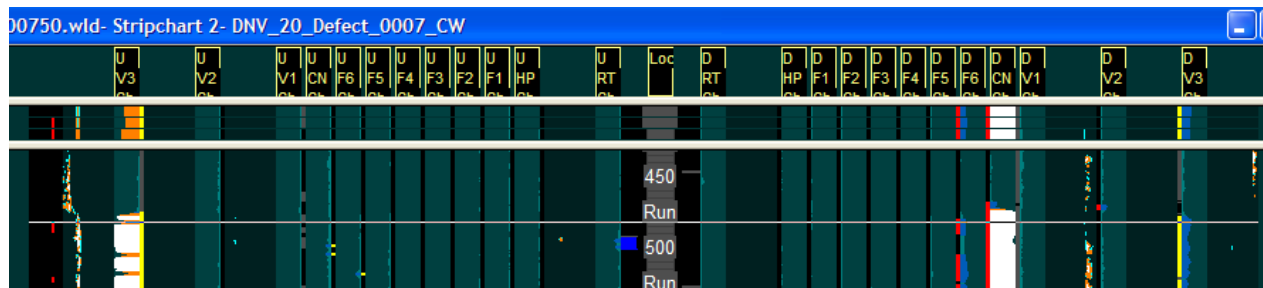 00750.wld- Stripchart 2- DNV_20_Defect_0007_CW
U U U U U U U U U U U U Loc D D D D D D D D D D D D
V3 V2 V1 CN F6 F5 F4 F3 F2 F1 HP RT RT HP F1 F2 F3 F4 F5 F6 CN V1 V2 V3
450
Run
500
Run